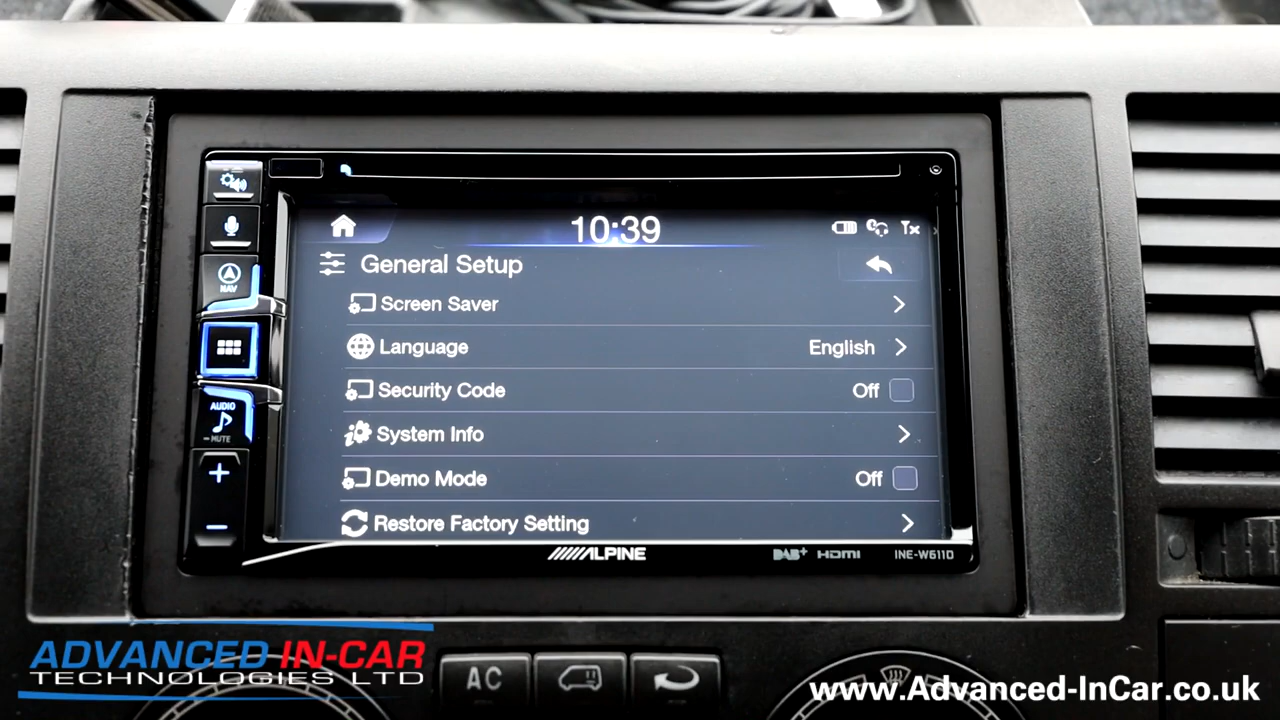 10:39
General Setup
Screen Saver
Language English
Security Code Off
System Info
Demo Mode Off
Restore Factory Setting
NAV
AUDIO
MUTE
ALPINE DAB+ HDMI INE-W611D
ADVANCED IN-CAR
TECHNOLOGIES LTD
AC
www.Advanced-InCar.co.uk